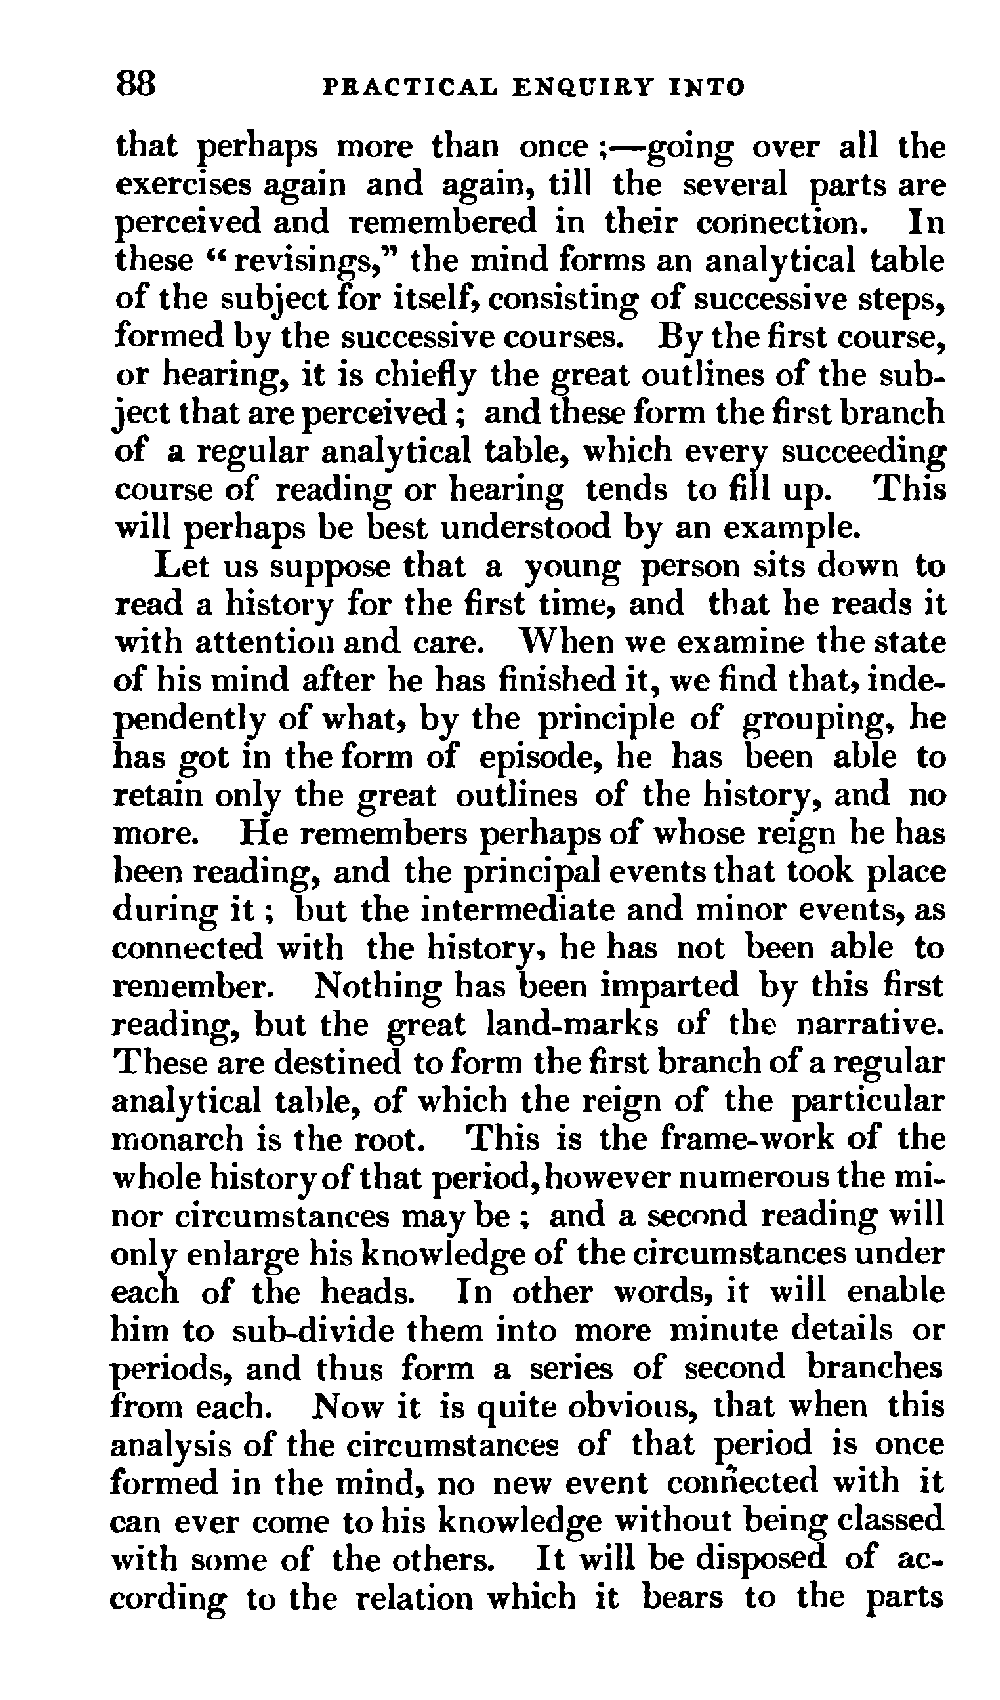 88 PRACTICAL ENQUIRY INTO
that perhaps more than once ;—going over all the
exercises again and again, till the several parts are
perceived and remembered in their connection. In
these “revisings,” the mind forms an analytical table
of the subject for itself, consisting of successive steps,
formed by the successive courses. By the first course,
or hearing, it is chiefly the great outlines of the sub-
ject that are perceived ; and these form the first branch
of a regular analytical table, which every succeeding
course of reading or hearing tends to fill up. This
will perhaps be best understood by an example.
Let us suppose that a young person sits down to
read a history for the first time, and that he reads it
with attention and care. When we examine the state
of his mind after he has finished it, we find that, inde-
pendently of what, by the principle of grouping, he
has got in the form of episode, he has been able to
retain only the great outlines of the history, and no
more. He remembers perhaps of whose reign he has
been reading, and the principal events that took place
during it ; but the intermediate and minor events, as
connected with the history, he has not been able to
remember. Nothing has been imparted by this first
reading, but the great land-marks of the narrative.
These are destined to form the first branch of a regular
analytical table, of which the reign of the particular
monarch is the root. This is the frame-work of the
whole history of that period, however numerous the mi-
nor circumstances may be ; and a second reading will
only enlarge his knowledge of the circumstances under
each of the heads. In other words, it will enable
him to sub-divide them into more minute details or
periods, and thus form a series of second branches
from each. Now it is quite obvious, that when this
analysis of the circumstances of that period is once
formed in the mind, no new event connected with it
can ever come to his knowledge without being classed
with some of the others. It will be disposed of ac-
cording to the relation which it bears to the parts